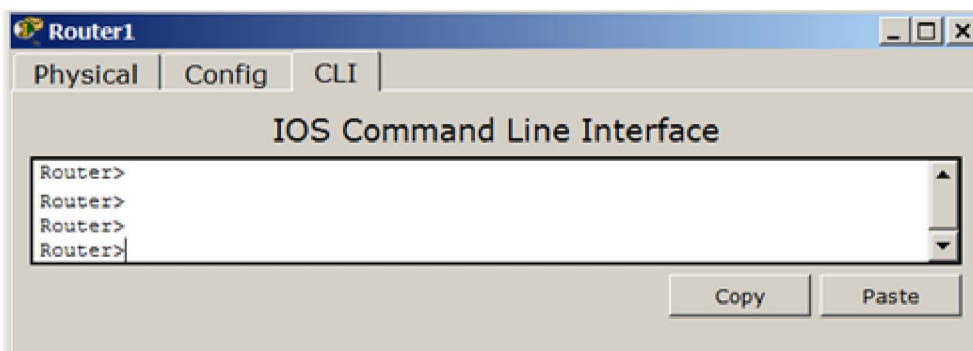 Router1
Physical Config CLI
IOS Command Line Interface
Router>
Router>
Router>
Router>
Copy Paste